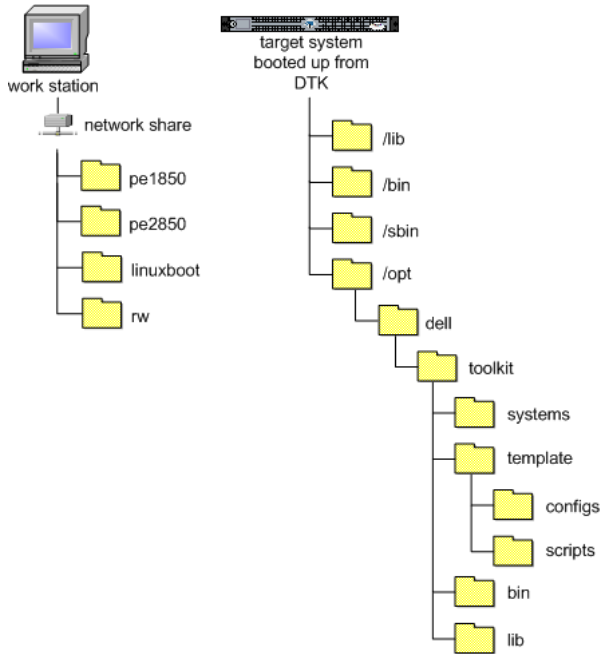 work station
network share
pe1850
pe2850
linuxboot
rw
target system
booted up from
DTK
/lib
/bin
/sbin
/opt
dell
toolkit
systems
template
configs
scripts
bin
lib